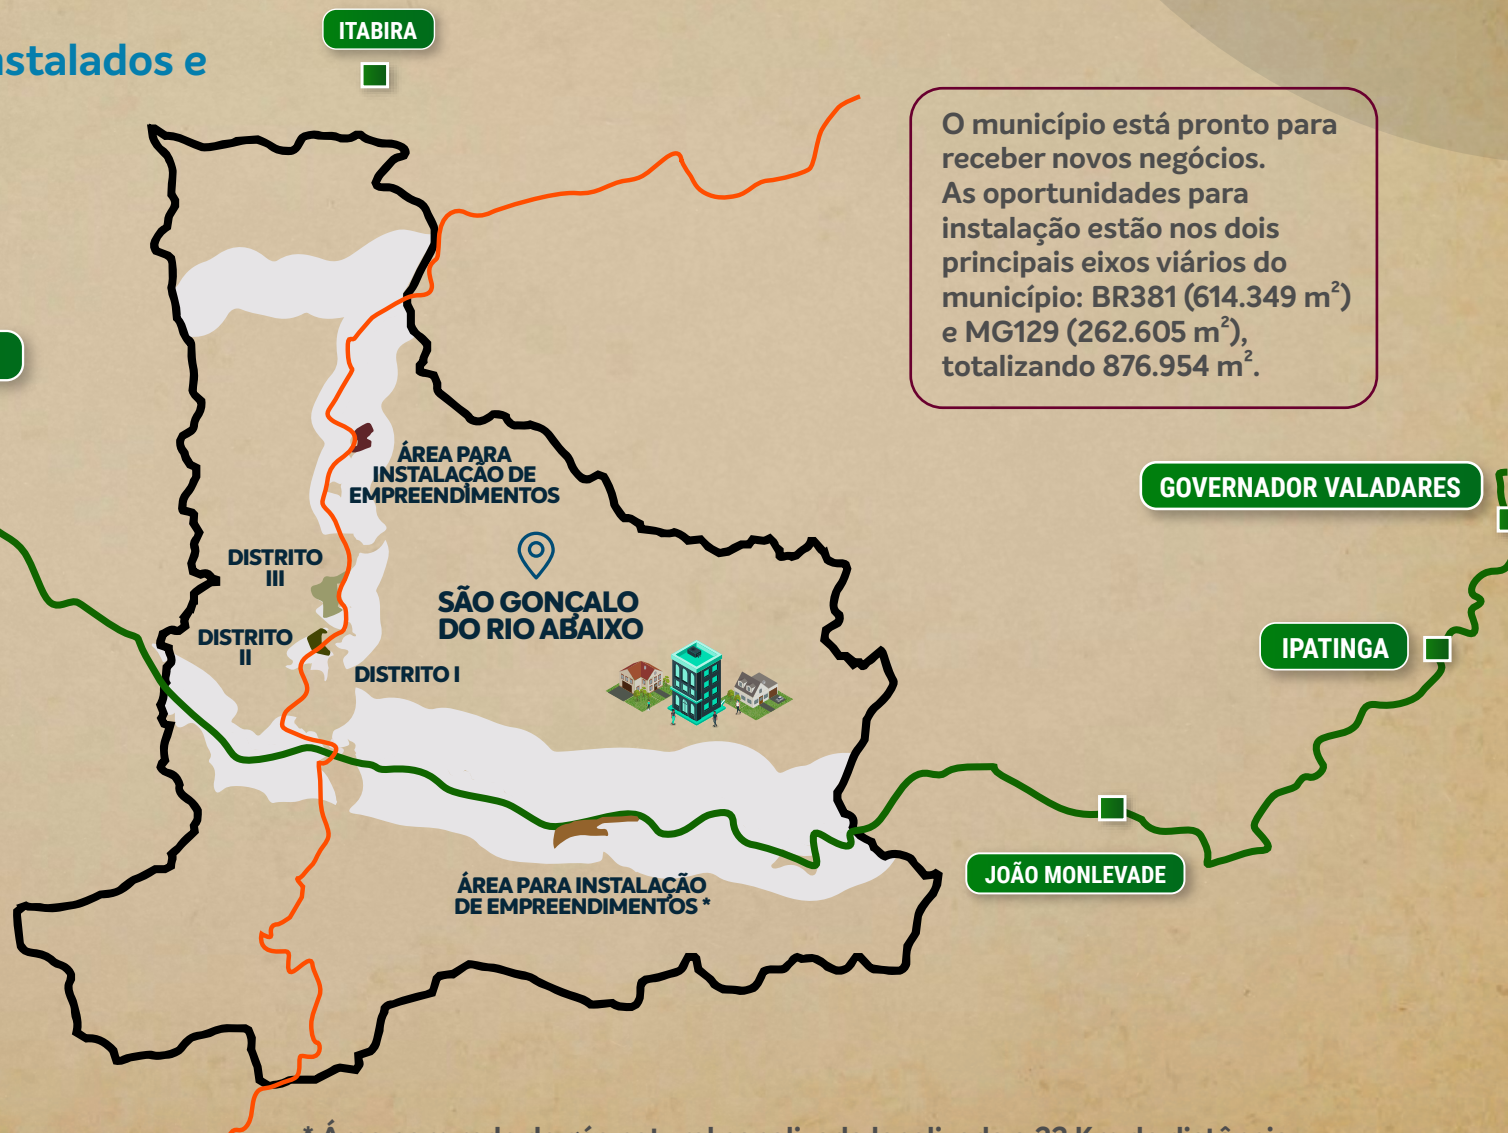 ITABIRA
e
O município está pronto para
receber novos negócios.
As oportunidades para
instalação estão nos dois
principais eixos viários do
município: BR381 (614.349 m²)
e MG129 (262.605 m²),
totalizando 876.954 m².
ÁREA PARA
INSTALAÇÃO DE
EMPREENDIMENTOS
GOVERNADOR VALADARES
DISTRITO
III
SÃO GONÇALO
DO RIO ABAIXO
DISTRITO
II
IPATINGA
DISTRITO I
JOÃO MONLEVADE
ÁREA PARA INSTALAÇÃO
DE EMPREENDIMENTOS *